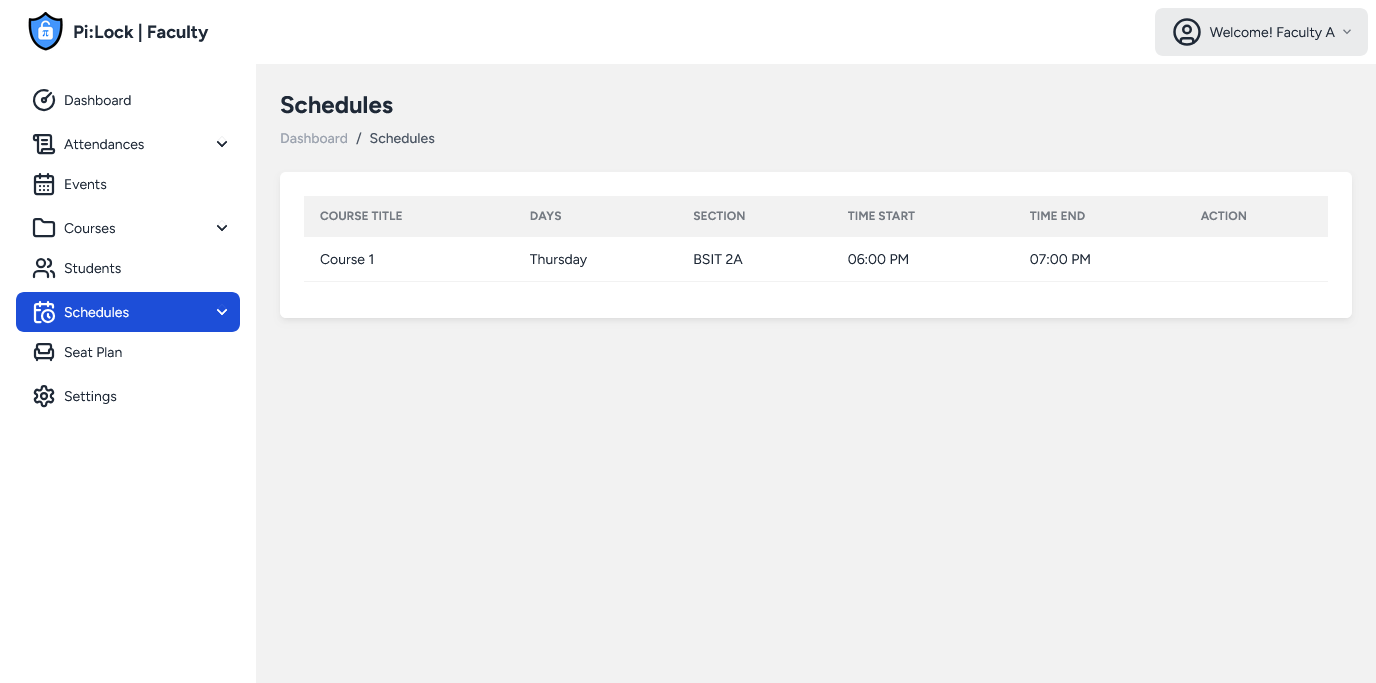 Pi:Lock | Faculty
Welcome! Faculty A
Dashboard
Attendances
Events
Courses
Students
Schedules
Seat Plan
Settings
Schedules
Dashboard / Schedules
COURSE TITLE DAYS SECTION TIME START TIME END ACTION
Course 1 Thursday BSIT 2A 06:00 PM 07:00 PM